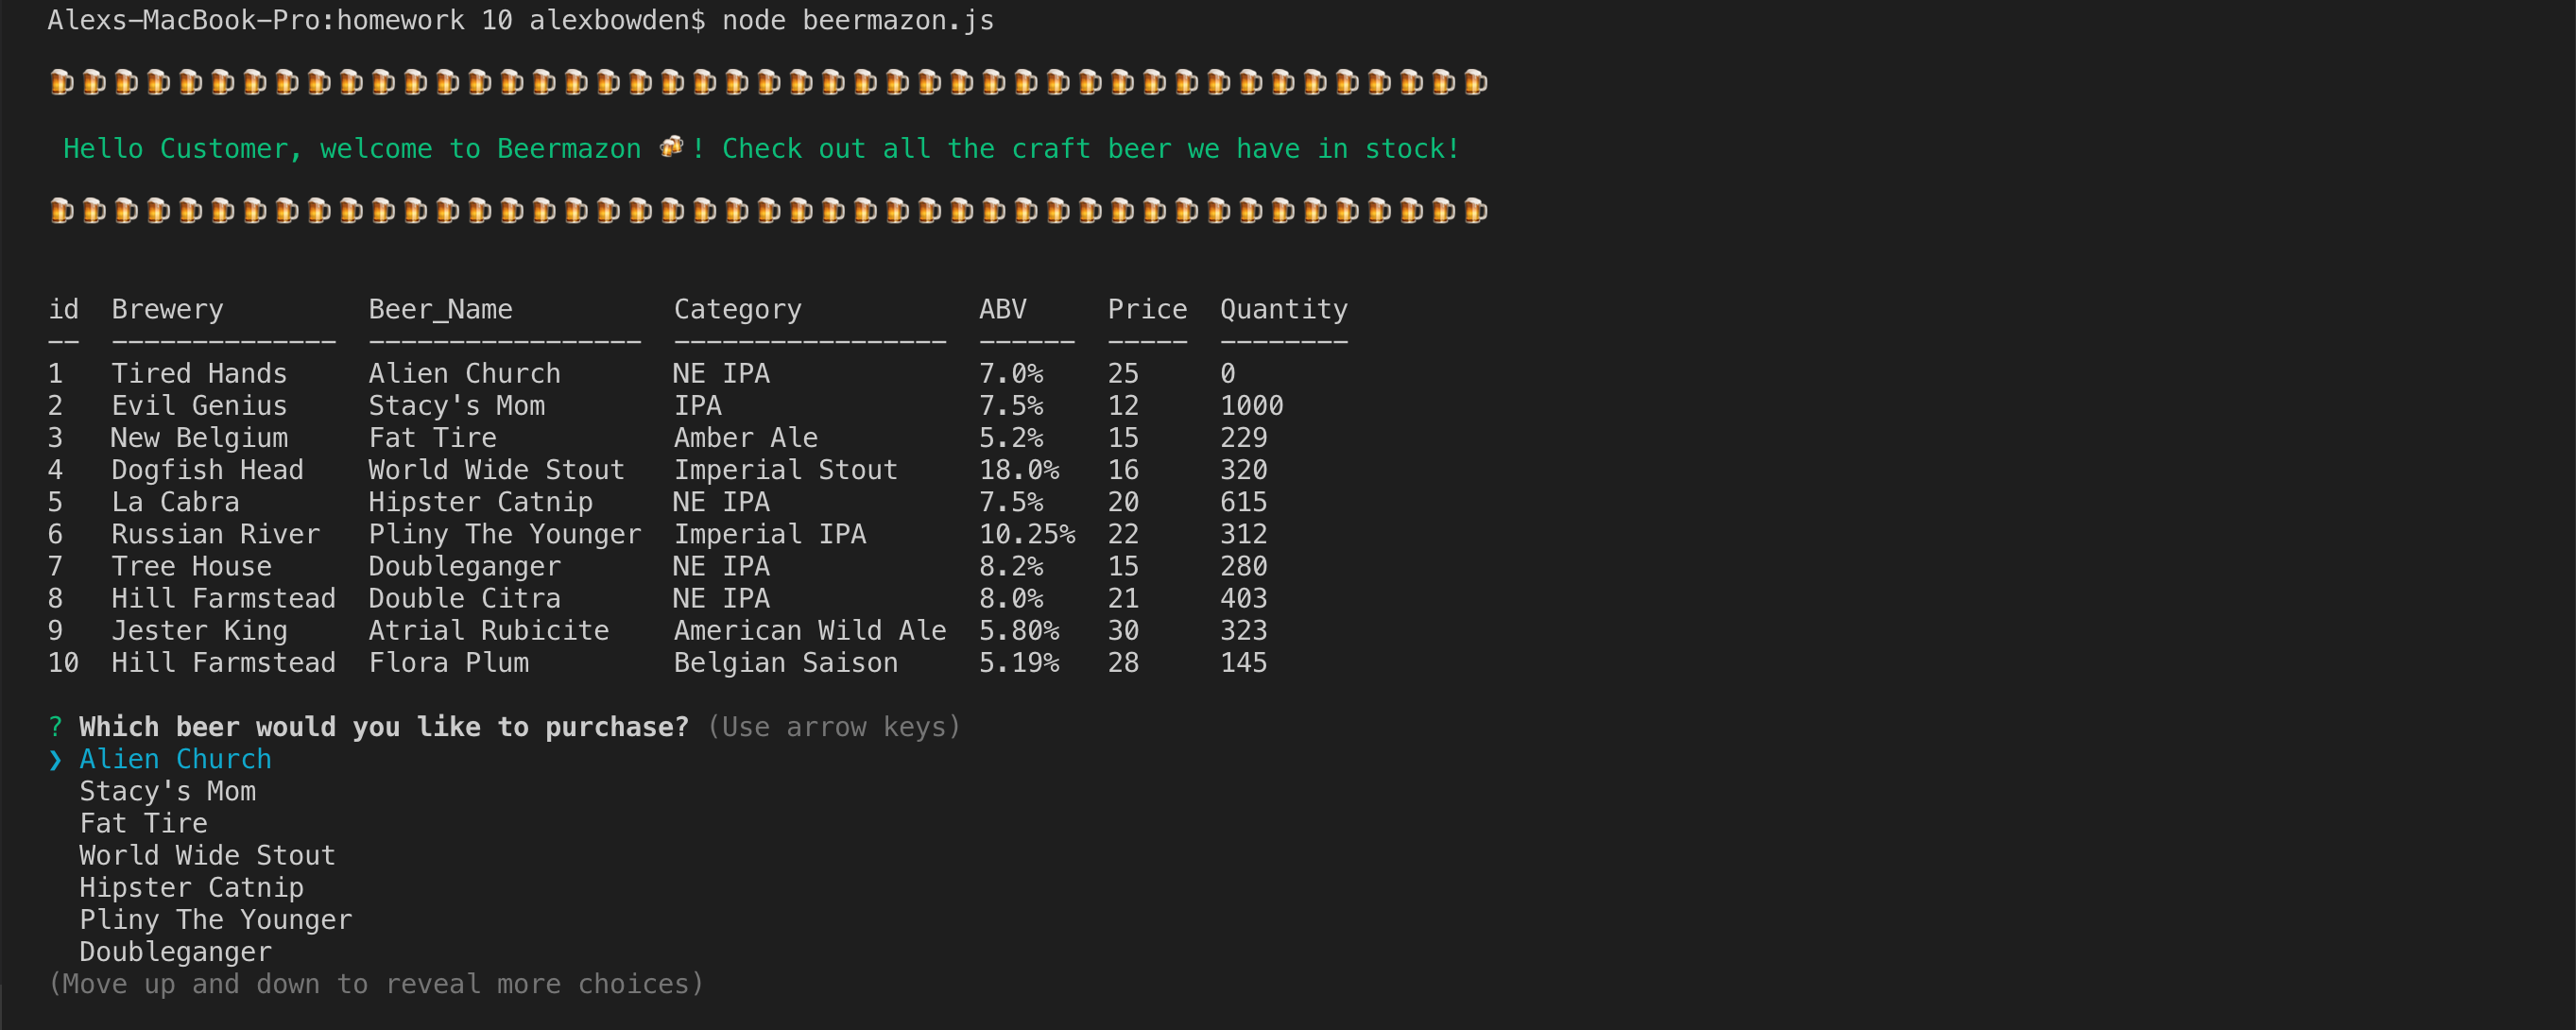 Alexs-MacBook-Pro:homework 10 alexbowden$ node beermazon.js
🍺🍺🍺🍺🍺🍺🍺🍺🍺🍺🍺🍺🍺🍺🍺🍺🍺🍺🍺🍺🍺🍺🍺🍺🍺🍺🍺🍺🍺🍺🍺🍺🍺🍺🍺🍺🍺🍺🍺🍺🍺🍺🍺🍺🍺
Hello Customer, welcome to Beermazon 🍻! Check out all the craft beer we have in stock!
🍺🍺🍺🍺🍺🍺🍺🍺🍺🍺🍺🍺🍺🍺🍺🍺🍺🍺🍺🍺🍺🍺🍺🍺🍺🍺🍺🍺🍺🍺🍺🍺🍺🍺🍺🍺🍺🍺🍺🍺🍺🍺🍺🍺🍺
id  Brewery         Beer_Name          Category           ABV     Price  Quantity
--  --------------  -----------------  -----------------  ------  -----  --------
1   Tired Hands     Alien Church       NE IPA             7.0%    25     0
2   Evil Genius     Stacy's Mom        IPA                7.5%    12     1000
3   New Belgium     Fat Tire           Amber Ale          5.2%    15     229
4   Dogfish Head    World Wide Stout   Imperial Stout     18.0%   16     320
5   La Cabra        Hipster Catnip     NE IPA             7.5%    20     615
6   Russian River   Pliny The Younger  Imperial IPA       10.25%  22     312
7   Tree House      Doubleganger       NE IPA             8.2%    15     280
8   Hill Farmstead  Double Citra       NE IPA             8.0%    21     403
9   Jester King     Atrial Rubicite    American Wild Ale  5.80%   30     323
10  Hill Farmstead  Flora Plum         Belgian Saison     5.19%   28     145
? Which beer would you like to purchase? (Use arrow keys)
❯ Alien Church
  Stacy's Mom
  Fat Tire
  World Wide Stout
  Hipster Catnip
  Pliny The Younger
  Doubleganger
(Move up and down to reveal more choices)